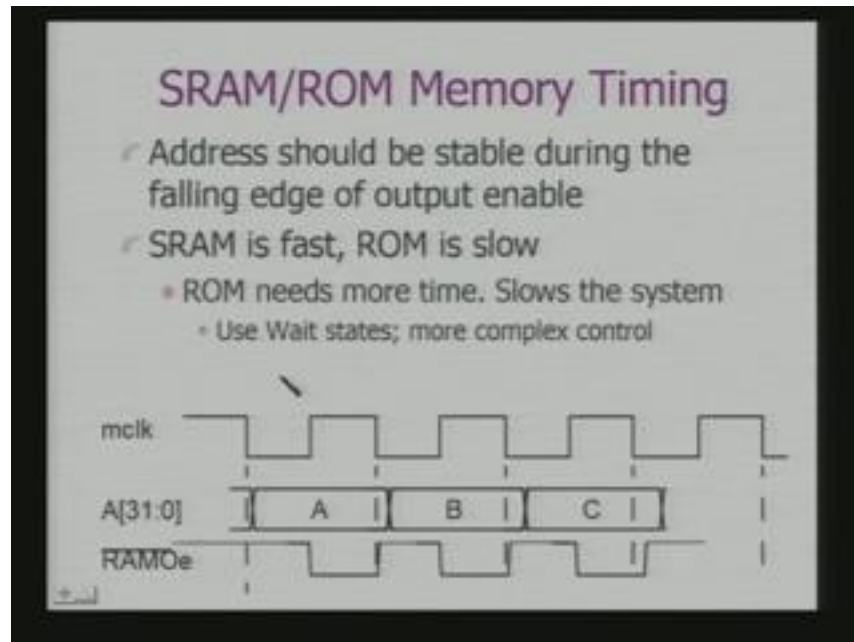 SRAM/ROM Memory Timing
Address should be stable during the
falling edge of output enable
SRAM is fast, ROM is slow
ROM needs more time. Slows the system
Use Wait states; more complex control
mclk
A[31:0] A B C
RAMOe